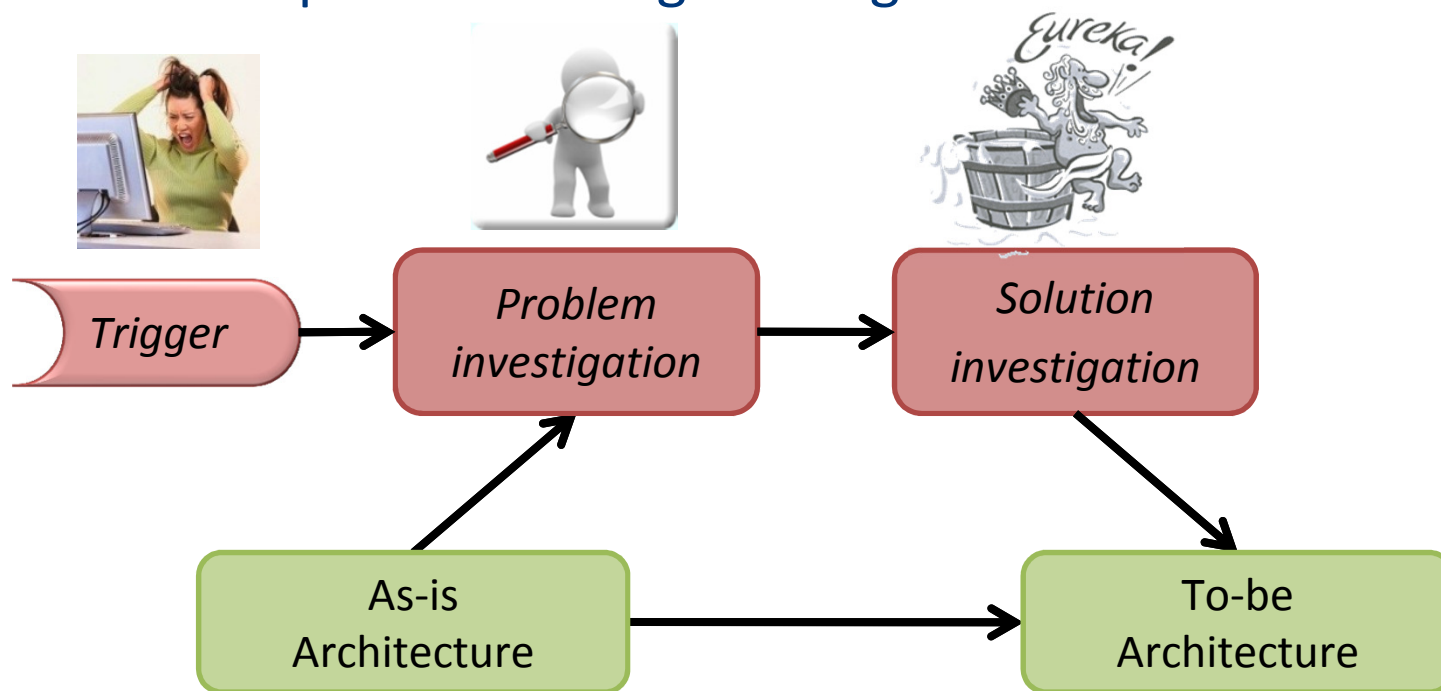 Eureka!
Trigger
Problem
investigation
Solution
investigation
As-is
Architecture
To-be
Architecture